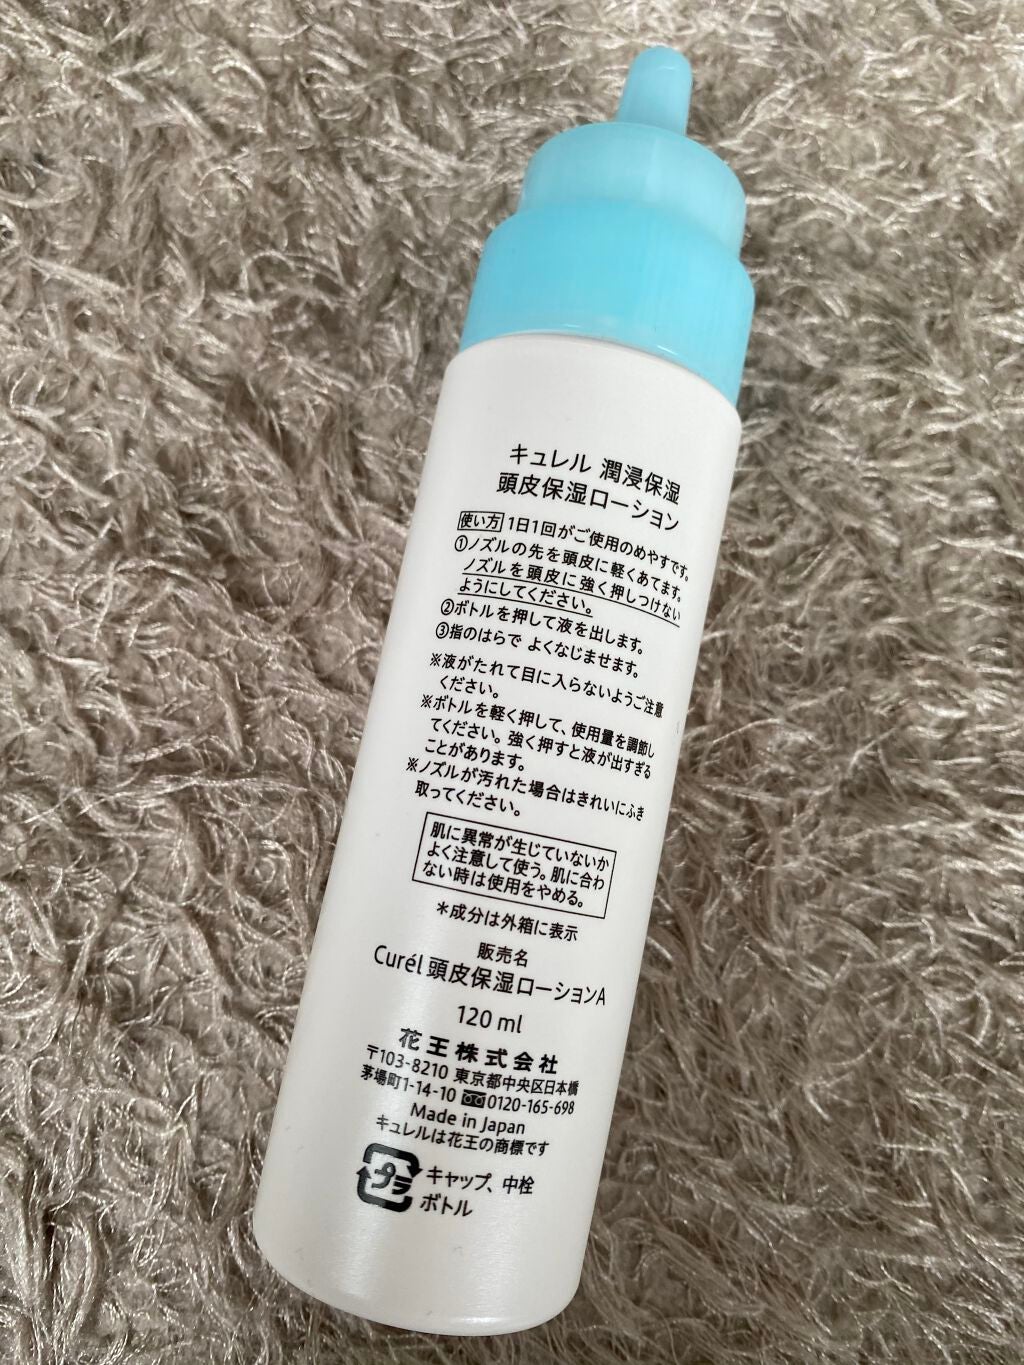 キュレル 潤浸保湿
頭皮保湿ローション
使い方 1日1回がご使用のめやすです。
①ノズルの先を頭皮に軽くあてます。
ノズルを頭皮に強く押しつけない
ようにしてください。
②ボトルを押して液を出します。
③指のはらで よくなじませます。
※液がたれて目に入らないようご注意
ください。
※ボトルを軽く押して、使用量を調節し
てください。強く押すと液が出すぎる
ことがあります。
※ノズルが汚れた場合はきれいにふき
取ってください。
肌に異常が生じていないか
よく注意して使う。肌に合わ
ない時は使用をやめる。
＊成分は外箱に表示
販売名
Curél 頭皮保湿ローションA
120 ml
花王株式会社
〒103-8210 東京都中央区日本橋
茅場町1-14-10 0120-165-698
Made in Japan
キュレルは花王の商標です
プラ キャップ、中栓
ボトル